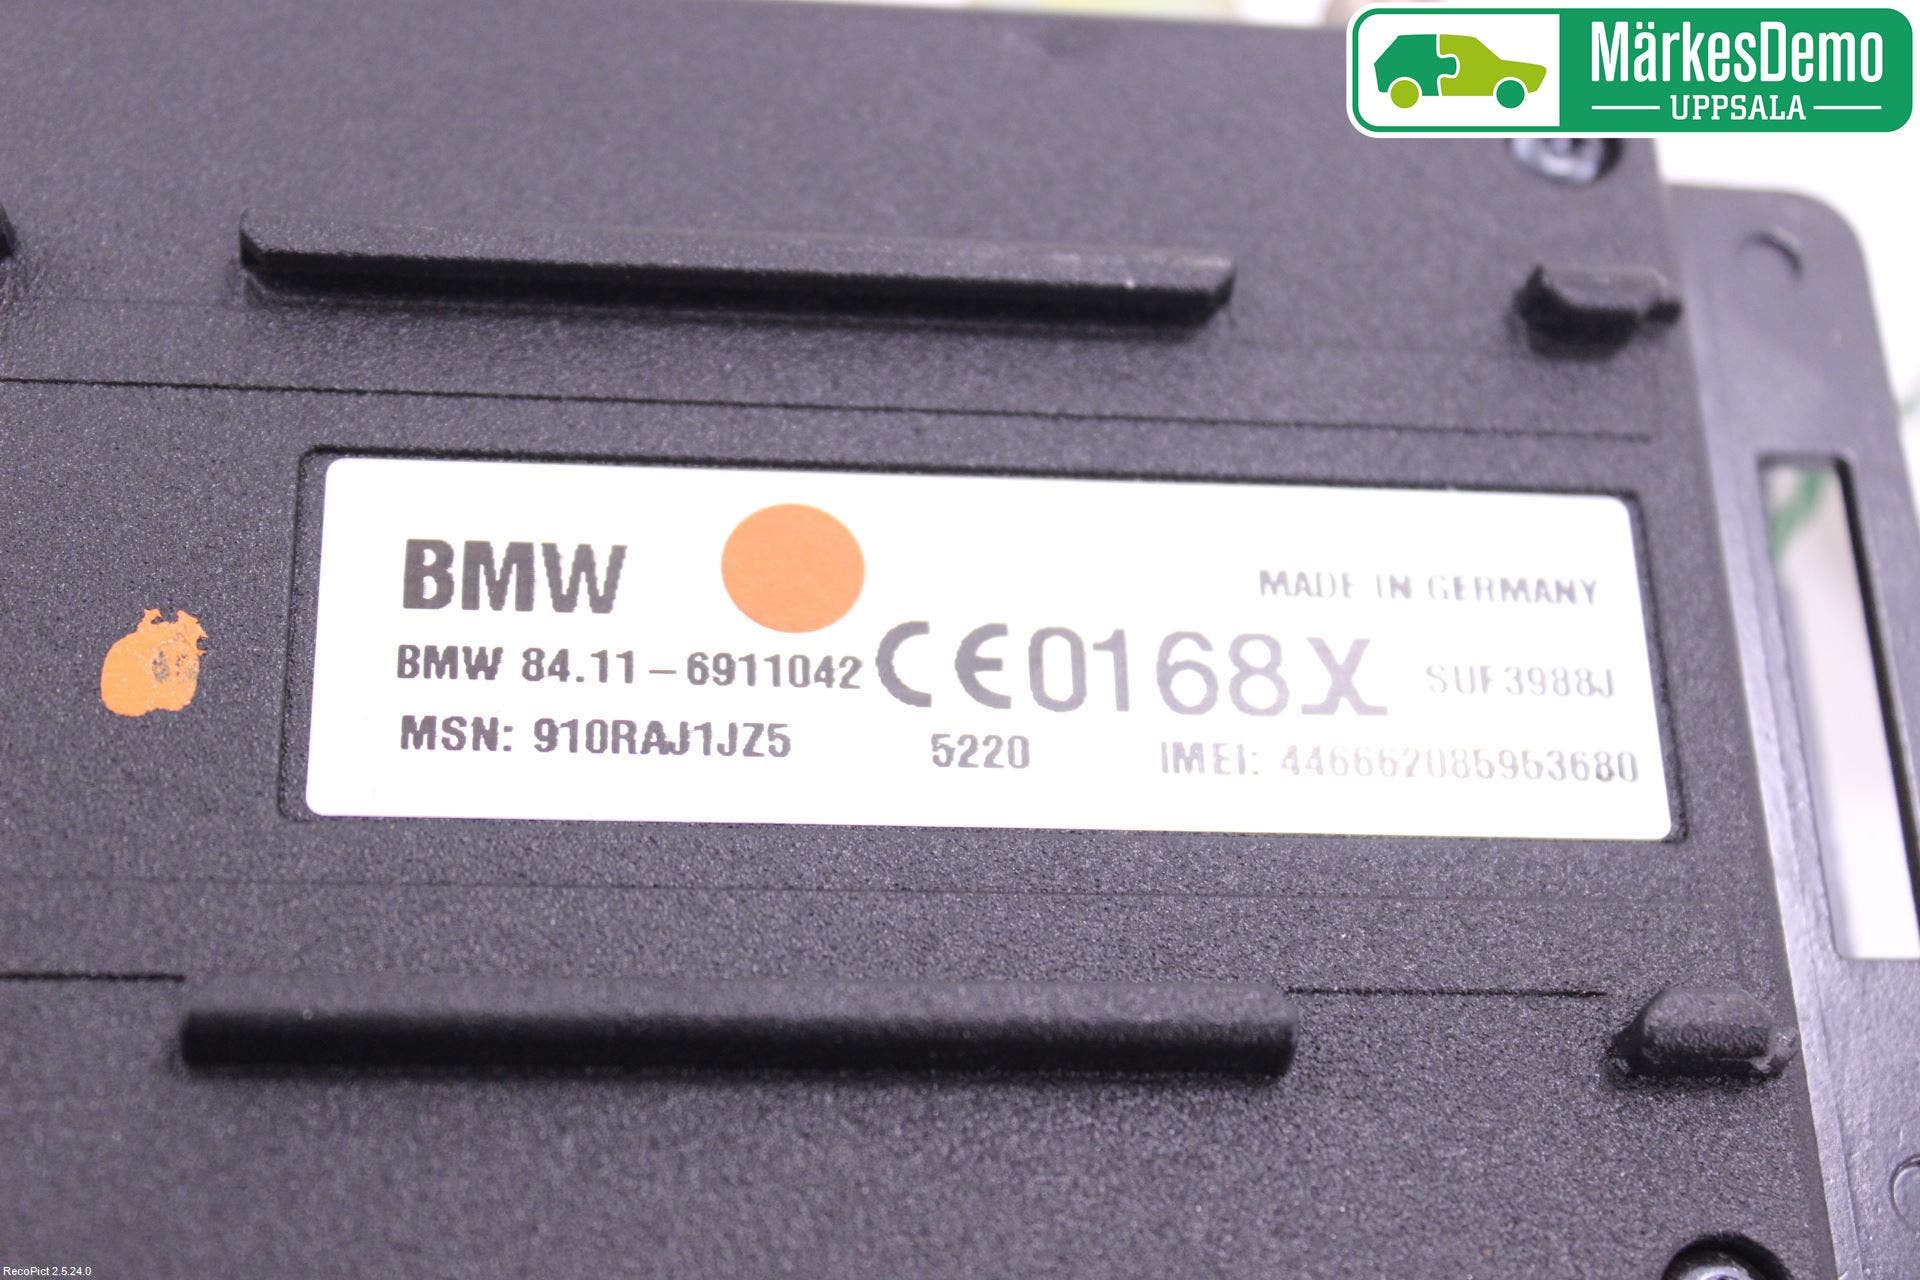 MärkesDemo
UPPSALA
BMW
MADE IN GERMANY
BMW 84.11-6911042 CE0168X SUF3988J
MSN: 910RAJ1JZ5 5220 IMEI: 446662085953680
RecoPict 2.5.24.0